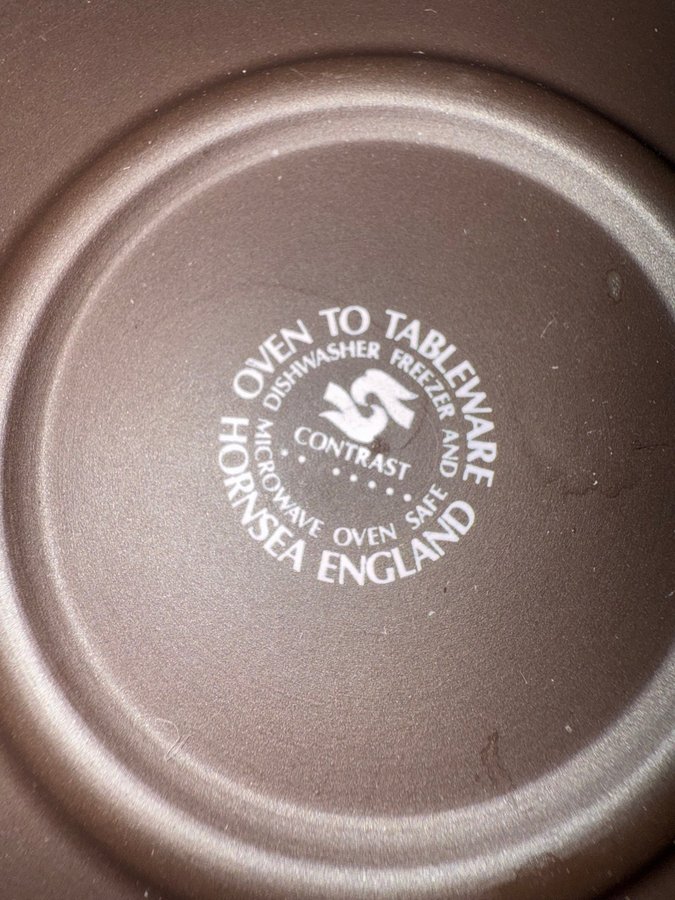 OVEN TO TABLEWARE
DISHWASHER FREEZER AND
CONTRAST
MICROWAVE OVEN SAFE
HORNSEA ENGLAND